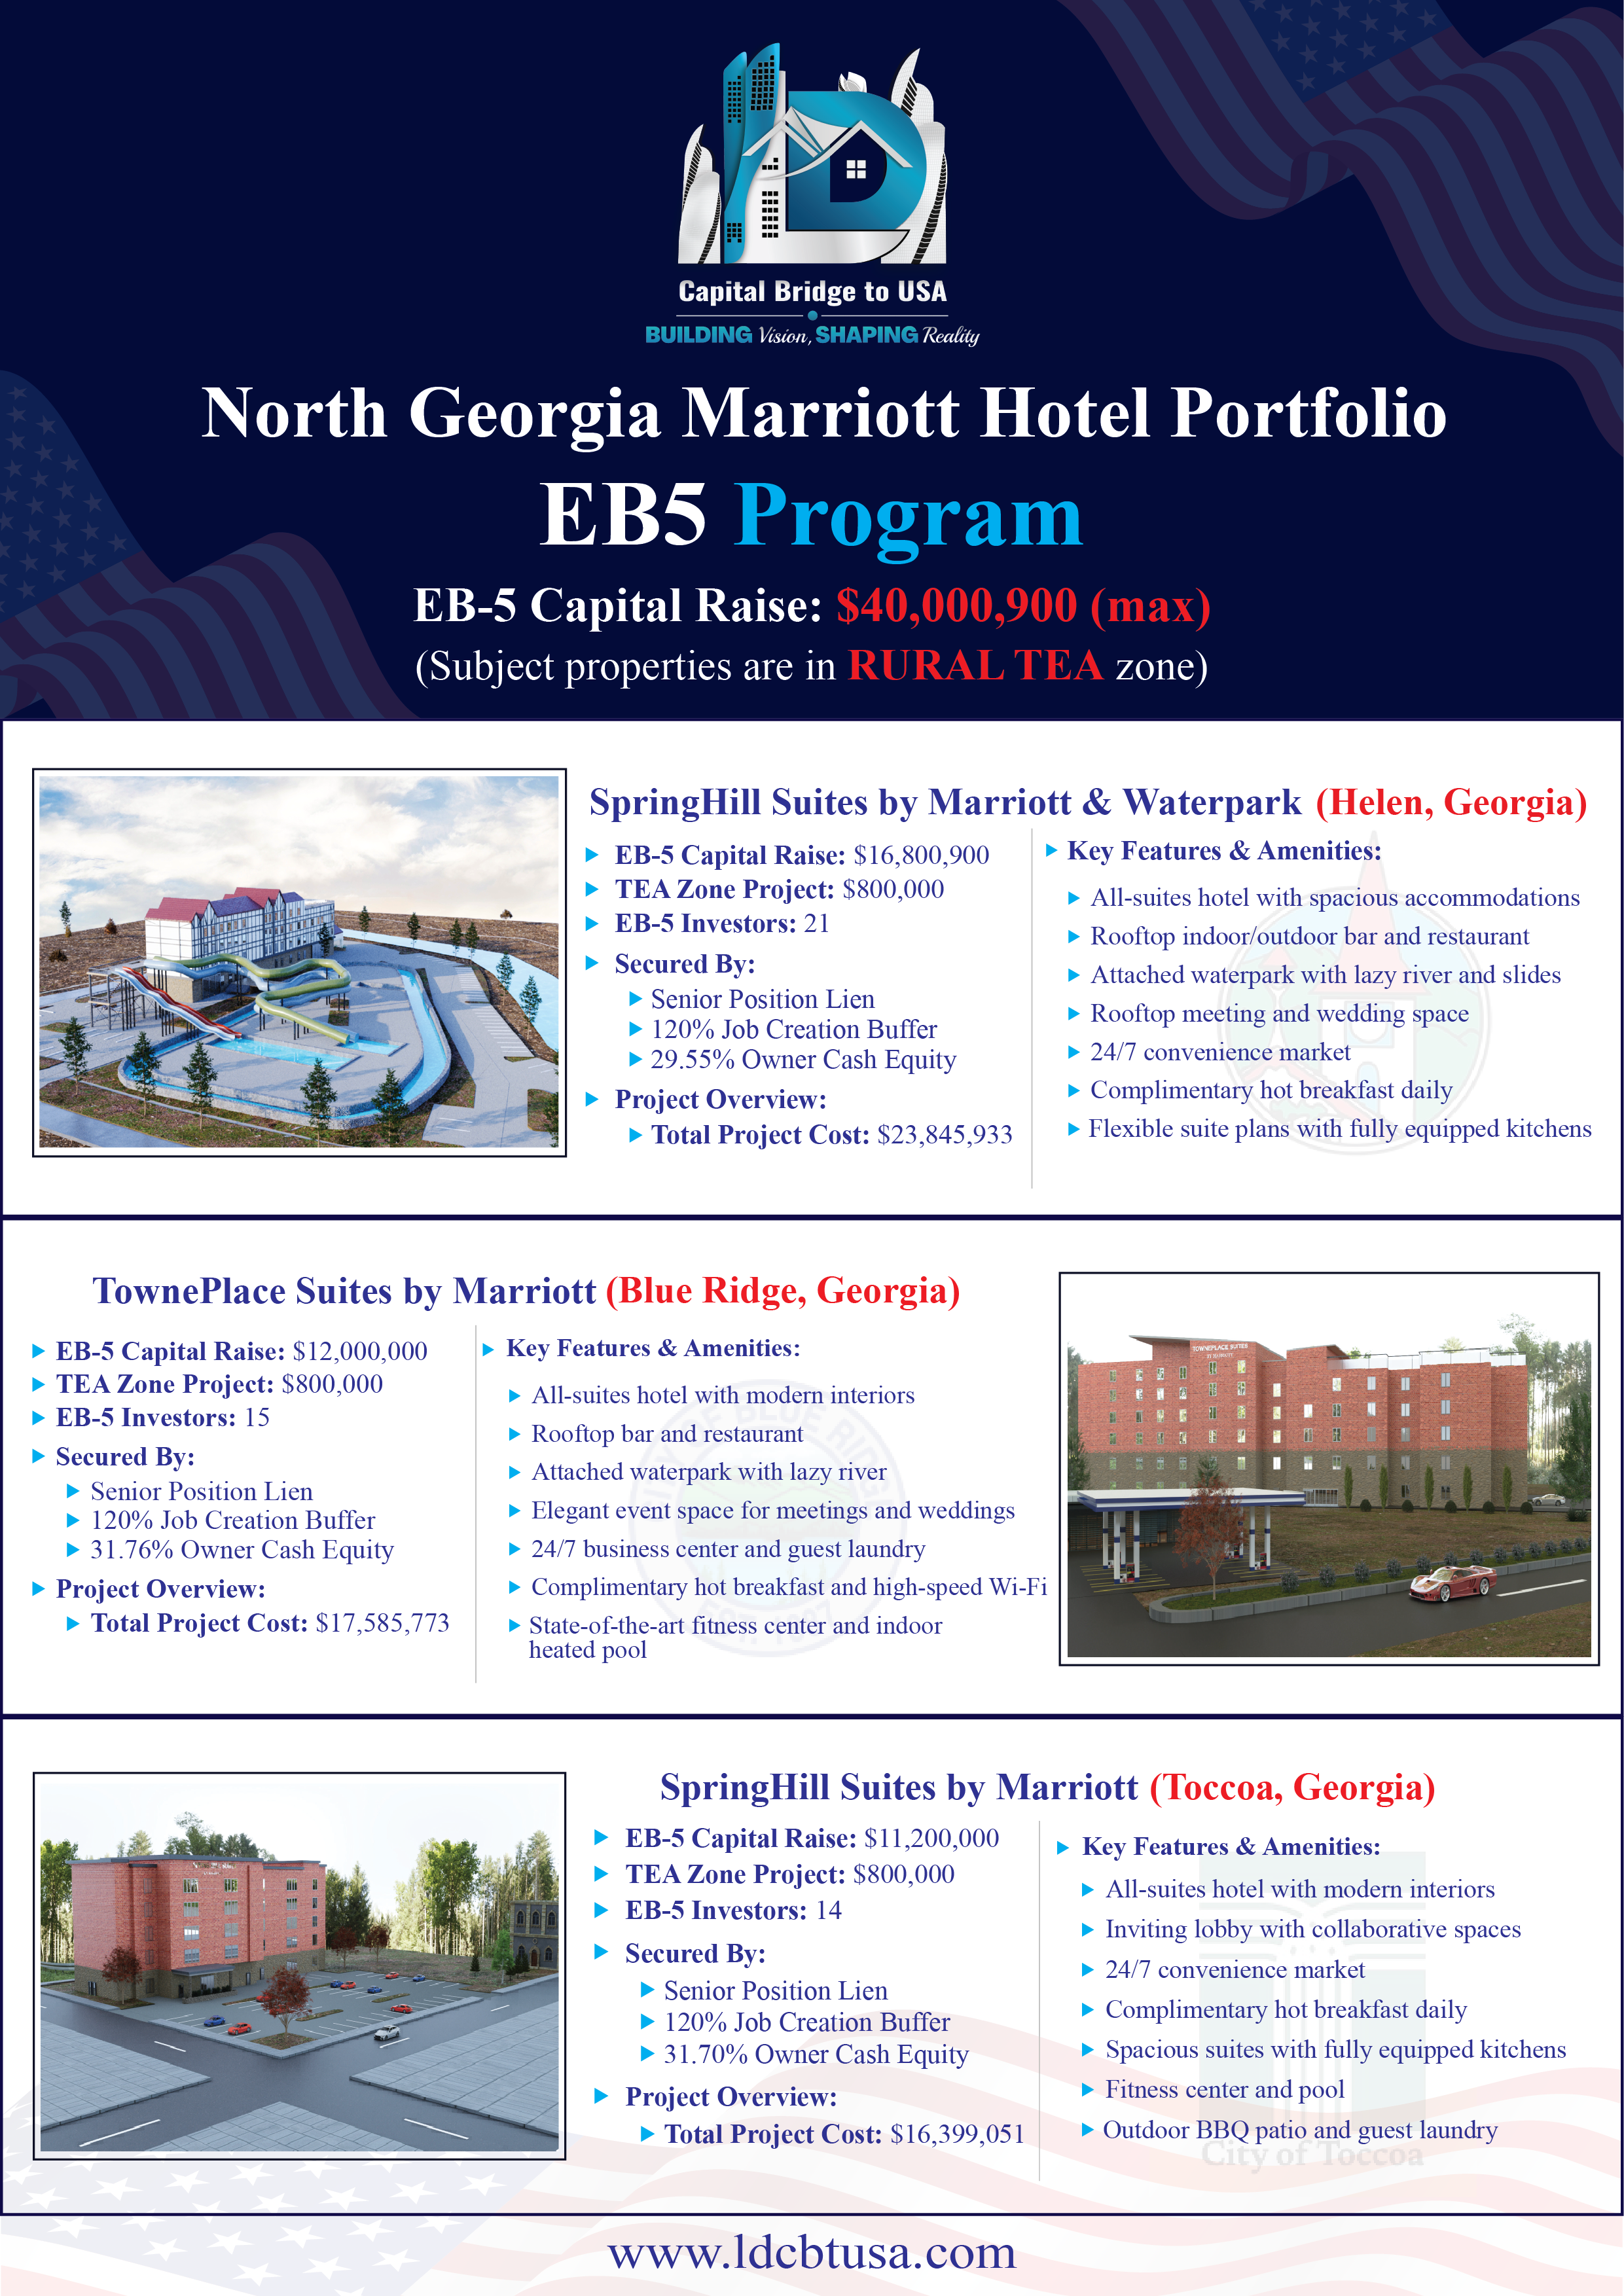 Capital Bridge to USA
BUILDING Vision, SHAPING Reality
North Georgia Marriott Hotel Portfolio
EB5 Program
EB-5 Capital Raise: $40,000,900 (max)
(Subject properties are in RURAL TEA zone)
SpringHill Suites by Marriott & Waterpark (Helen, Georgia)
EB-5 Capital Raise: $16,800,900
TEA Zone Project: $800,000
EB-5 Investors: 21
Secured By:
Senior Position Lien
120% Job Creation Buffer
29.55% Owner Cash Equity
Project Overview:
Total Project Cost: $23,845,933
Key Features & Amenities:
All-suites hotel with spacious accommodations
Rooftop indoor/outdoor bar and restaurant
Attached waterpark with lazy river and slides
Rooftop meeting and wedding space
24/7 convenience market
Complimentary hot breakfast daily
Flexible suite plans with fully equipped kitchens
TownePlace Suites by Marriott (Blue Ridge, Georgia)
EB-5 Capital Raise: $12,000,000
TEA Zone Project: $800,000
EB-5 Investors: 15
Secured By:
Senior Position Lien
120% Job Creation Buffer
31.76% Owner Cash Equity
Project Overview:
Total Project Cost: $17,585,773
Key Features & Amenities:
All-suites hotel with modern interiors
Rooftop bar and restaurant
Attached waterpark with lazy river
Elegant event space for meetings and weddings
24/7 business center and guest laundry
Complimentary hot breakfast and high-speed Wi-Fi
State-of-the-art fitness center and indoor
heated pool
TOWNEPLACE SUITES
SpringHill Suites by Marriott (Toccoa, Georgia)
EB-5 Capital Raise: $11,200,000
TEA Zone Project: $800,000
EB-5 Investors: 14
Secured By:
Senior Position Lien
120% Job Creation Buffer
31.70% Owner Cash Equity
Project Overview:
Total Project Cost: $16,399,051
Key Features & Amenities:
All-suites hotel with modern interiors
Inviting lobby with collaborative spaces
24/7 convenience market
Complimentary hot breakfast daily
Spacious suites with fully equipped kitchens
Fitness center and pool
Outdoor BBQ patio and guest laundry
City of Toccoa
www.ldcbtusa.com